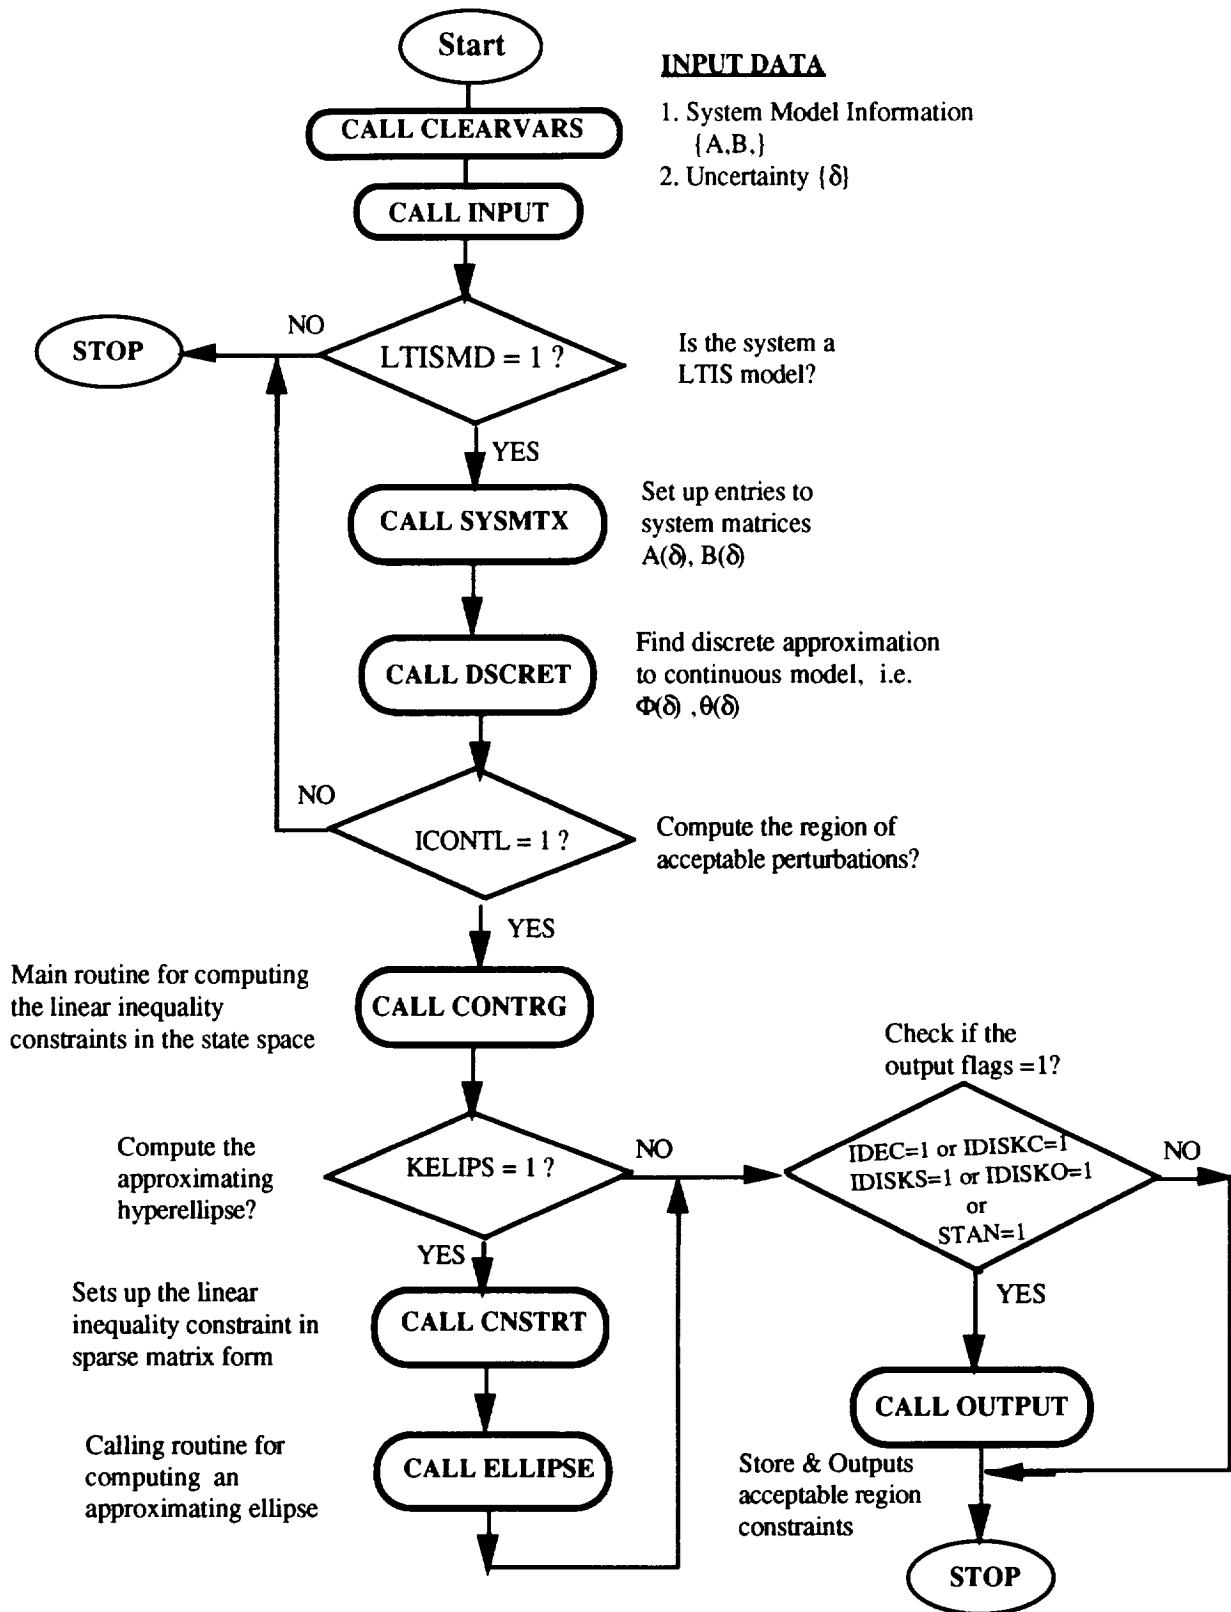 Start
INPUT DATA
CALL CLEARVARS
1. System Model Information
{A,B,}
2. Uncertainty {δ}
CALL INPUT
NO
STOP
LTISMD = 1 ?
Is the system a
LTIS model?
YES
CALL SYSMTX
Set up entries to
system matrices
A(δ), B(δ)
CALL DSCRET
Find discrete approximation
to continuous model, i.e.
Φ(δ) ,θ(δ)
NO
ICONTL = 1 ?
Compute the region of
acceptable perturbations?
YES
Main routine for computing
the linear inequality
constraints in the state space
CALL CONTRG
Check if the
output flags =1?
Compute the
approximating
hyperellipse?
KELIPS = 1 ?
NO
IDEC=1 or IDISKC=1
IDISKS=1 or IDISKO=1
or
STAN=1
NO
YES
Sets up the linear
inequality constraint in
sparse matrix form
CALL CNSTRT
YES
CALL OUTPUT
Calling routine for
computing an
approximating ellipse
CALL ELLIPSE
Store & Outputs
acceptable region
constraints
STOP